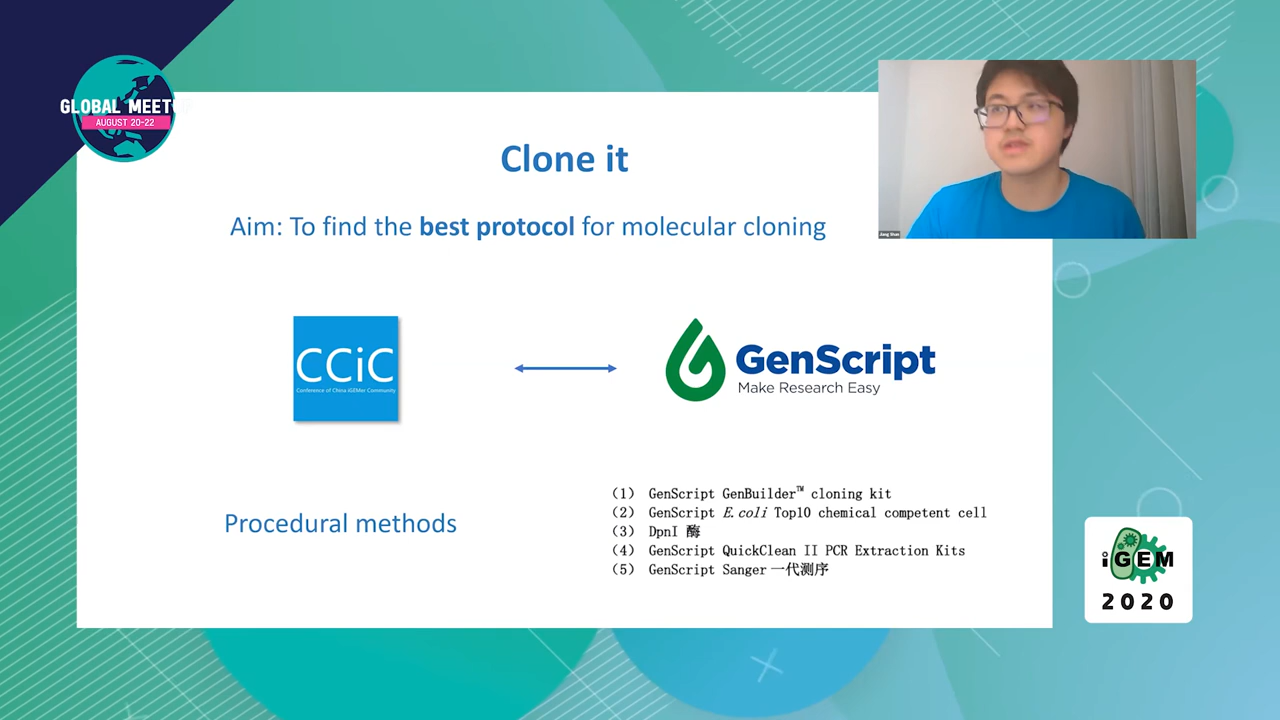 GLOBAL MEETU
AUGUST 20-22
Clone it
Aim: To find the best protocol for molecular cloning
CCiC
Conference of China iGEMer Community
GenScript
Make Research Easy
Procedural methods
(1) GenScript GenBuilder™ cloning kit
(2) GenScript E.coli Top10 chemical competent cell
(3) DpnI 酶
(4) GenScript QuickClean II PCR Extraction Kits
(5) GenScript Sanger 一代测序
iGEM
2020